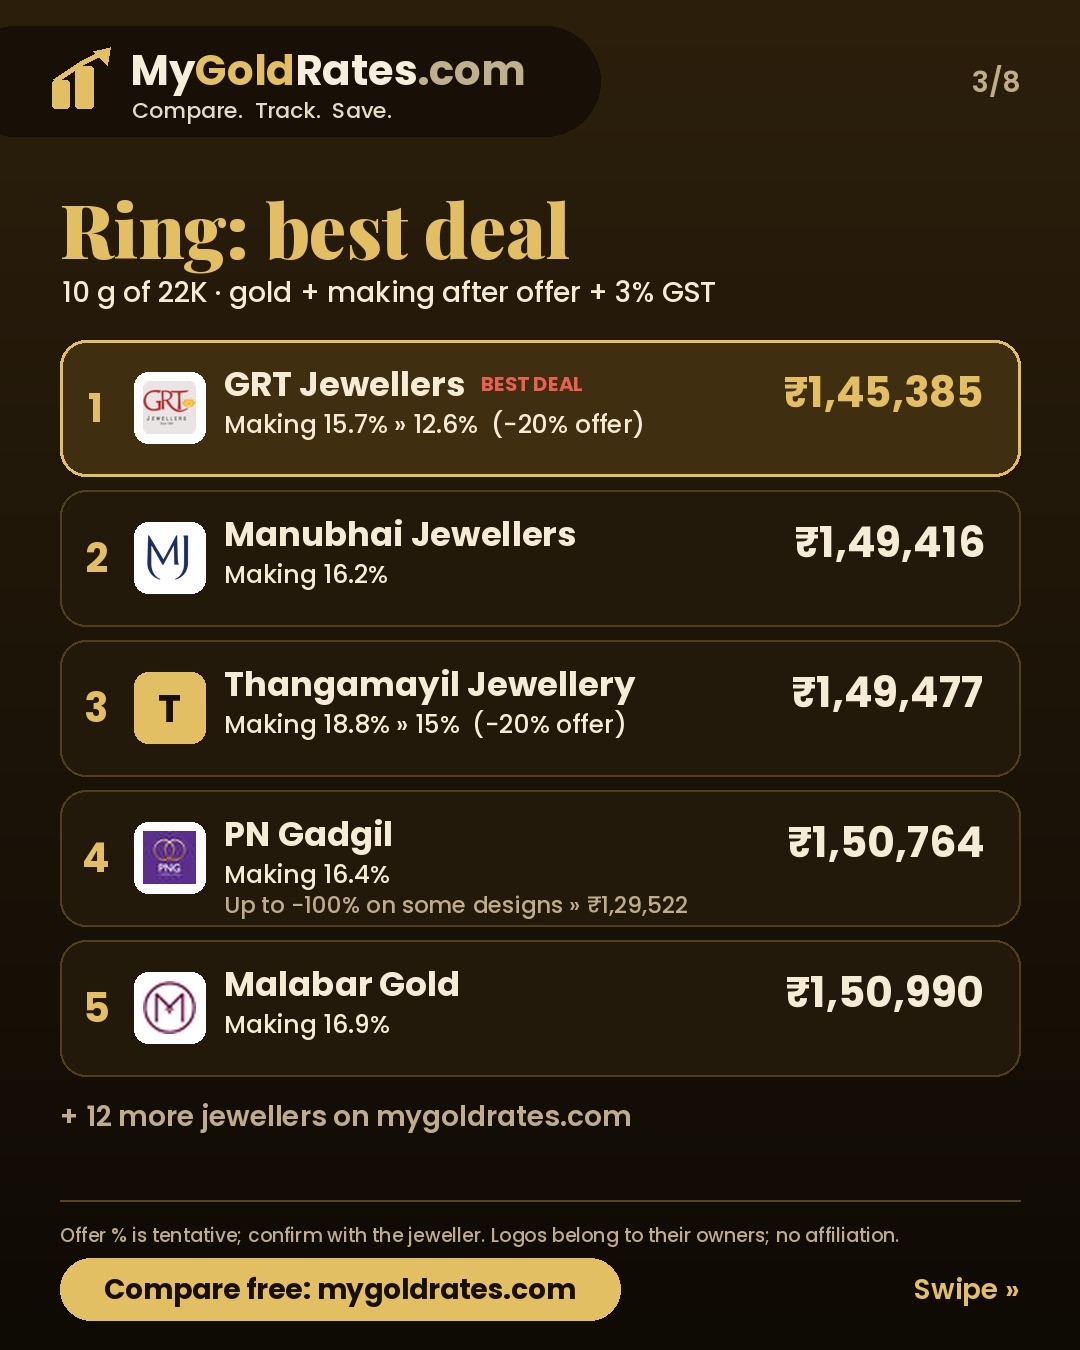 MyGoldRates.com
Compare. Track. Save.
3/8
Ring: best deal
10 g of 22K · gold + making after offer + 3% GST
1
GRT
JEWELLERS
GRT Jewellers BEST DEAL
Making 15.7% » 12.6% (-20% offer)
₹1,45,385
2
MJ
Manubhai Jewellers
Making 16.2%
₹1,49,416
3
T
Thangamayil Jewellery
Making 18.8% » 15% (-20% offer)
₹1,49,477
4
PNG
PN Gadgil
Making 16.4%
Up to -100% on some designs » ₹1,29,522
₹1,50,764
5
M
Malabar Gold
Making 16.9%
₹1,50,990
+ 12 more jewellers on mygoldrates.com
Offer % is tentative; confirm with the jeweller. Logos belong to their owners; no affiliation.
Compare free: mygoldrates.com
Swipe »